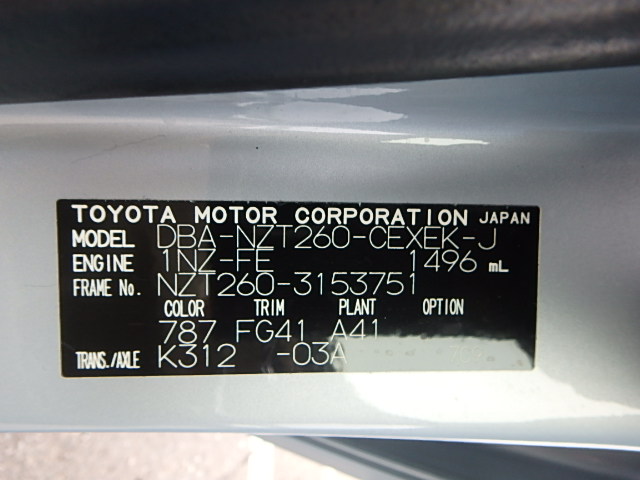 TOYOTA MOTOR CORPORATION JAPAN
MODEL DBA-NZT260-CEXEK-J
ENGINE 1NZ-FE 1496 mL
FRAME No. NZT260-3153751
COLOR TRIM PLANT OPTION
787 FG41 A41
TRANS./AXLE K312 -03A